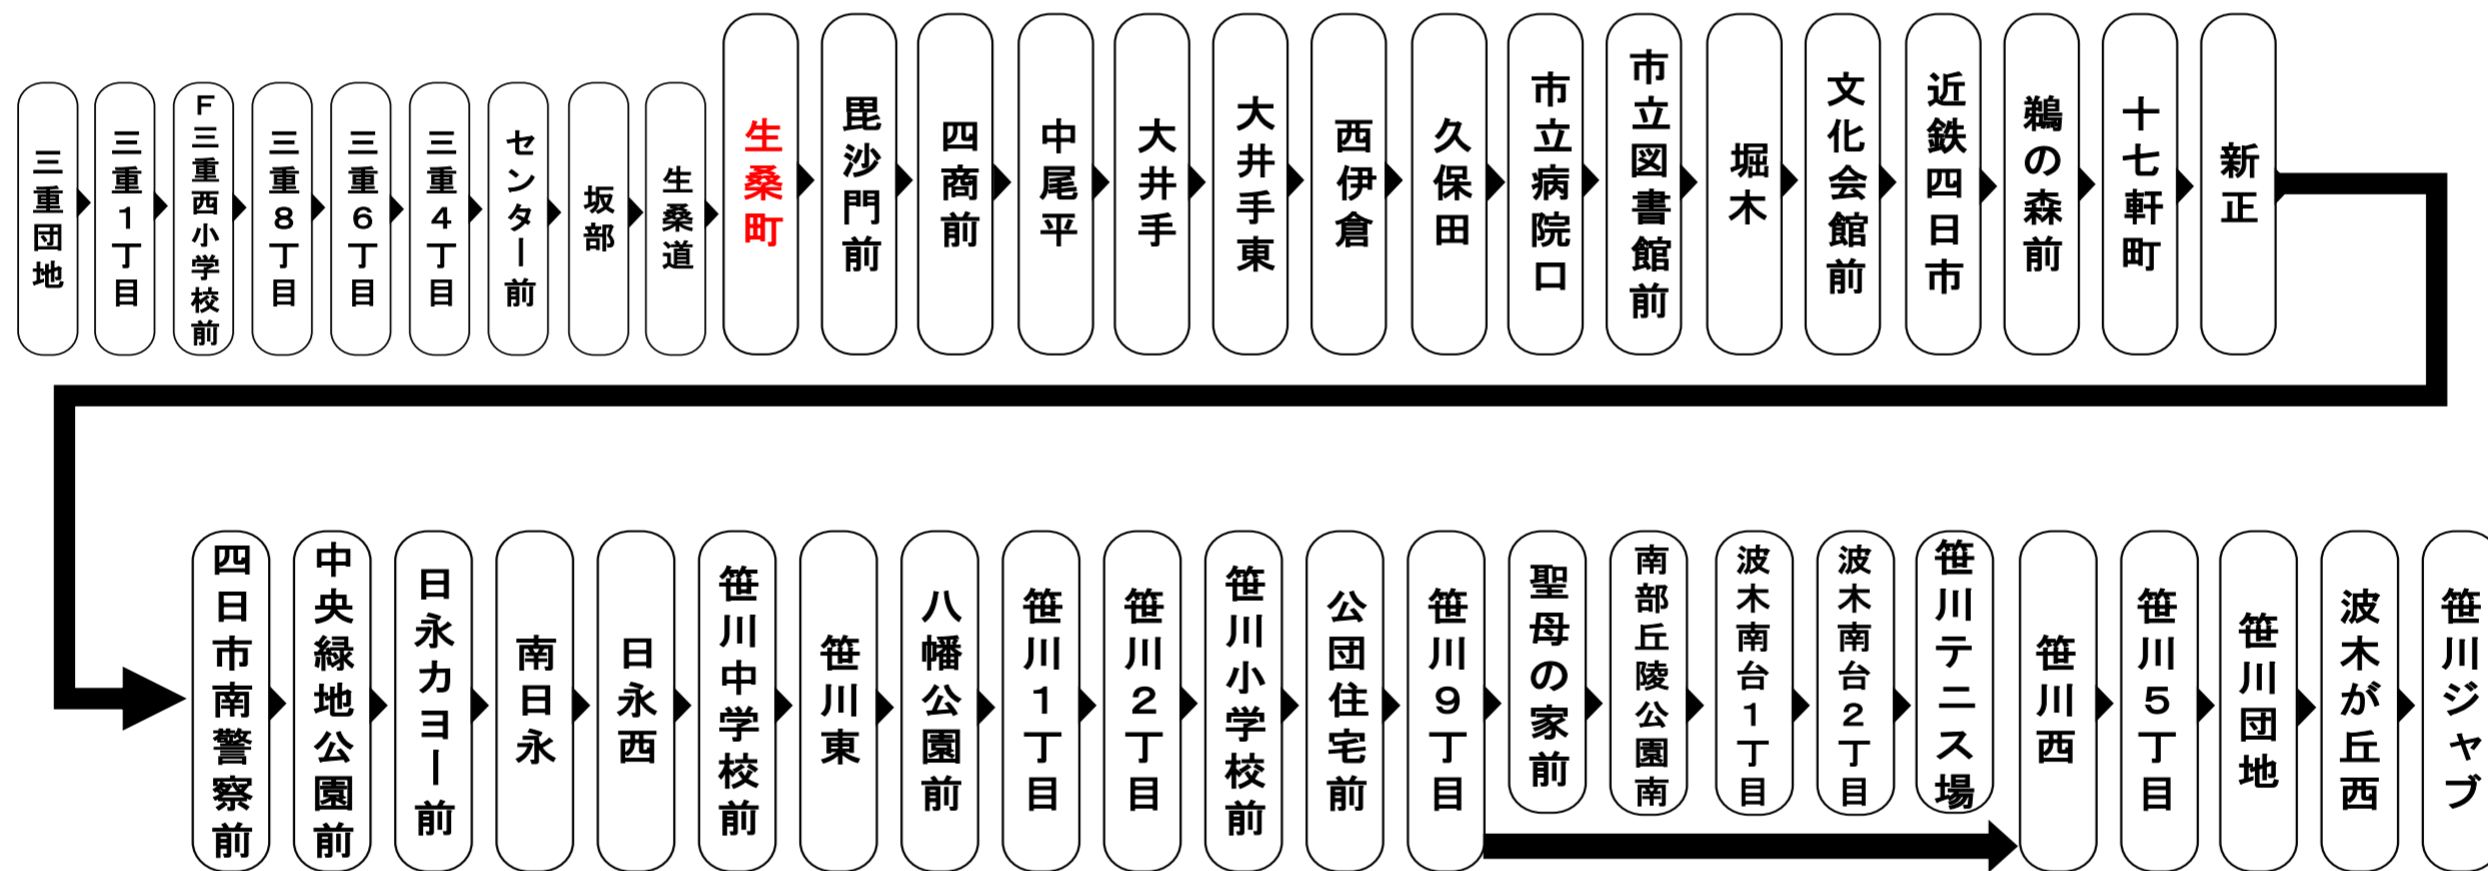 三重団地
三重１丁目
Ｆ三重西小学校前
三重８丁目
三重６丁目
三重４丁目
センター前
坂部
生桑道
生桑町
毘沙門前
四商前
中尾平
大井手
大井手東
西伊倉
久保田
市立病院口
市立図書館前
堀木
文化会館前
近鉄四日市
鵜の森前
十七軒町
新正
四日市南警察前
中央緑地公園前
日永カヨー前
南日永
日永西
笹川中学校前
笹川東
八幡公園前
笹川１丁目
笹川２丁目
笹川小学校前
公団住宅前
笹川９丁目
聖母の家前
南部丘陵公園南
波木南台１丁目
波木南台２丁目
笹川テニス場
笹川西
笹川５丁目
笹川団地
波木が丘西
笹川ジャブ